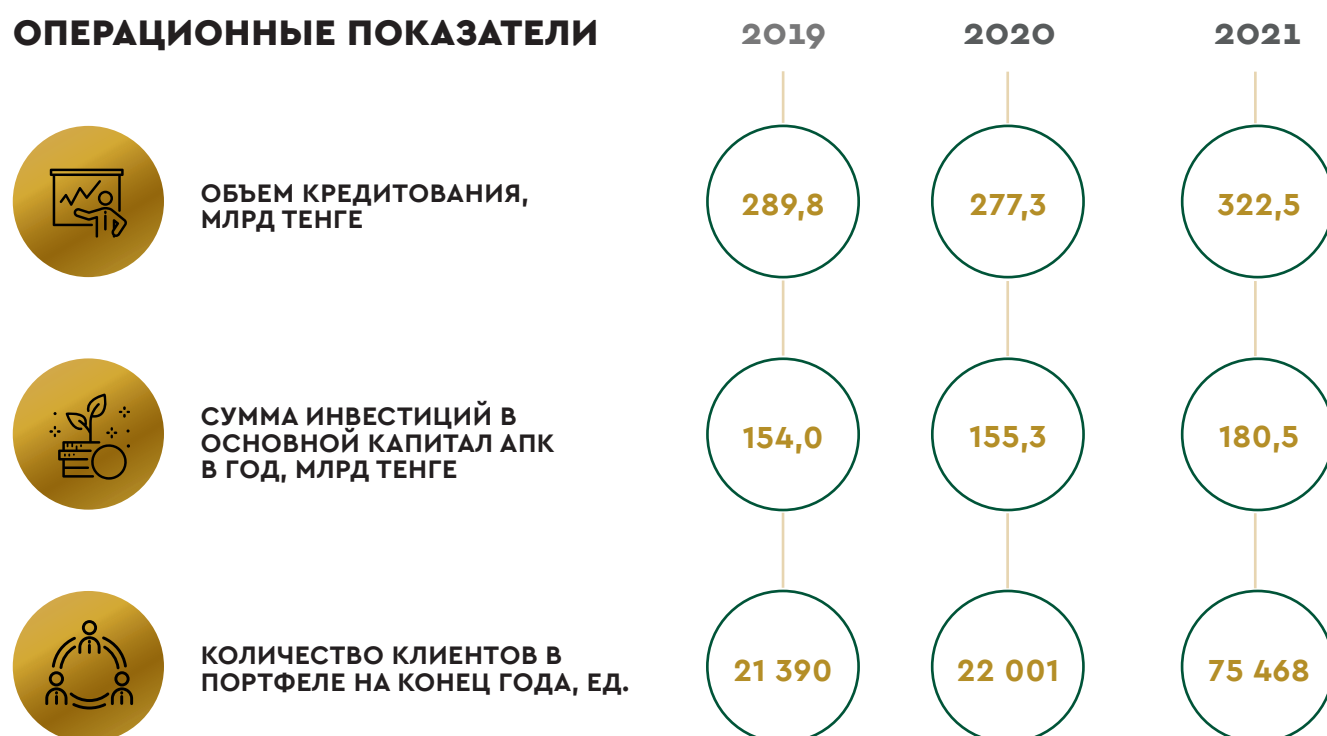 ОПЕРАЦИОННЫЕ ПОКАЗАТЕЛИ 2019 2020 2021
ОБЪЕМ КРЕДИТОВАНИЯ,
МЛРД ТЕНГЕ
289,8 277,3 322,5
СУММА ИНВЕСТИЦИЙ В
ОСНОВНОЙ КАПИТАЛ АПК
В ГОД, МЛРД ТЕНГЕ
154,0 155,3 180,5
КОЛИЧЕСТВО КЛИЕНТОВ В
ПОРТФЕЛЕ НА КОНЕЦ ГОДА, ЕД.
21 390 22 001 75 468